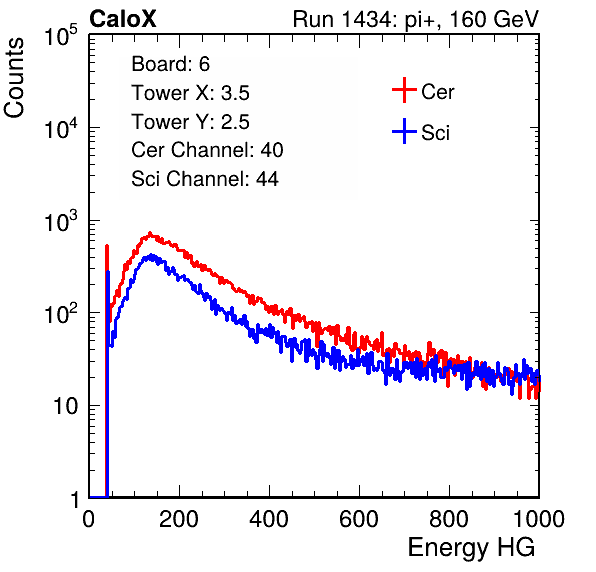 CaloX Run 1434: pi+, 160 GeV
Counts
Board: 6
Tower X: 3.5
Tower Y: 2.5
Cer Channel: 40
Sci Channel: 44
Cer
Sci
10^5
10^4
10^3
10^2
10
1
0 200 400 600 800 1000
Energy HG